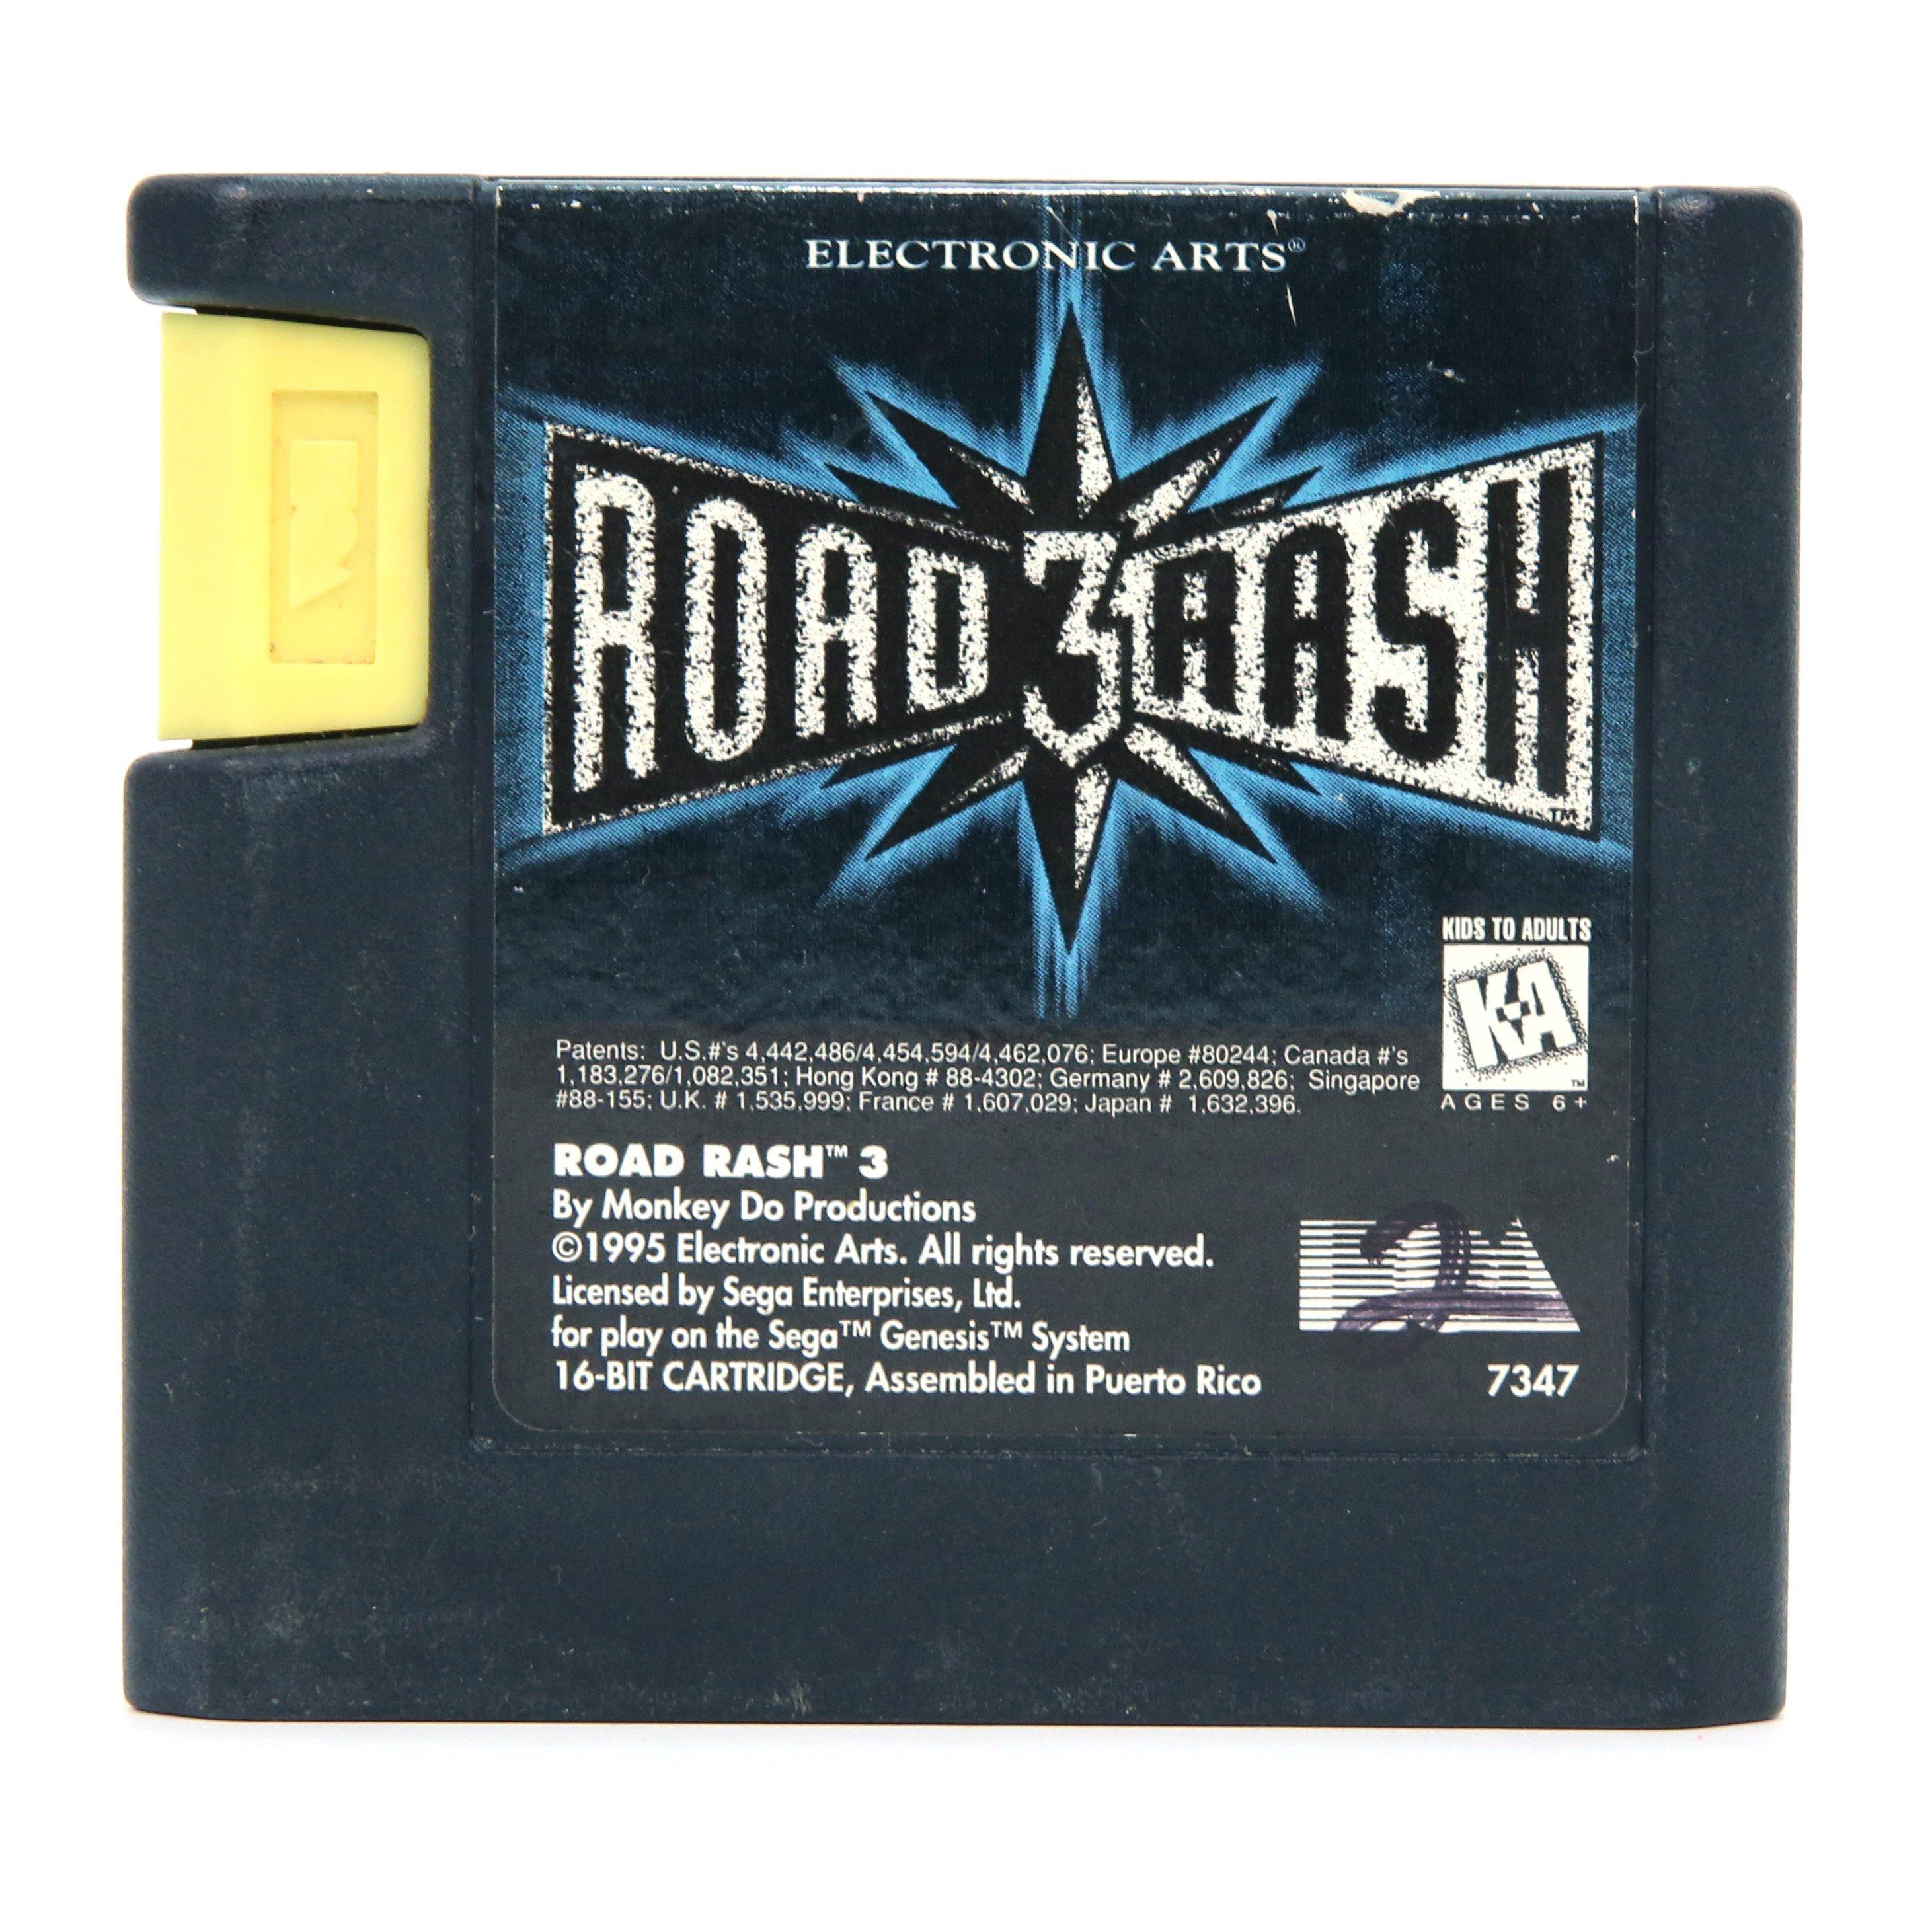 ELECTRONIC ARTS®
ROAD 3 RASH™
KIDS TO ADULTS
K-A™
AGES 6+
Patents: U.S.#'s 4,442,486/4,454,594/4,462,076; Europe #80244; Canada #'s
1,183,276/1,082,351; Hong Kong # 88-4302; Germany # 2,609,826; Singapore
#88-155; U.K. # 1,535,999; France # 1,607,029; Japan # 1,632,396.
ROAD RASH™ 3
By Monkey Do Productions
©1995 Electronic Arts. All rights reserved.
Licensed by Sega Enterprises, Ltd.
for play on the Sega™ Genesis™ System
16-BIT CARTRIDGE, Assembled in Puerto Rico
2
7347